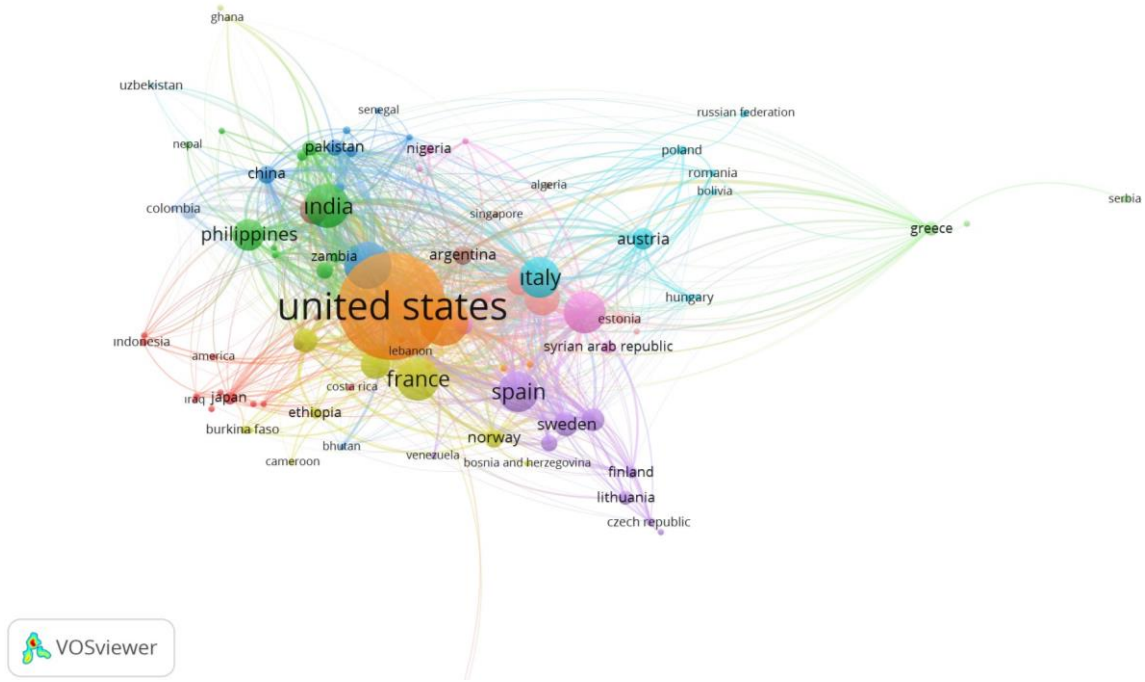 ghana
uzbekistan
senegal
russian federation
nepal
pakistan
nigeria
poland
china
romania
algeria
bolivia
serbia
colombia
india
singapore
greece
philippines
austria
zambia
argentina
italy
hungary
united states
estonia
indonesia
syrian arab republic
america
lebanon
costa rica
france
spain
iraq
japan
ethiopia
sweden
burkina faso
norway
bhutan
venezuela
cameroon
bosnia and herzegovina
finland
lithuania
czech republic
VOSviewer